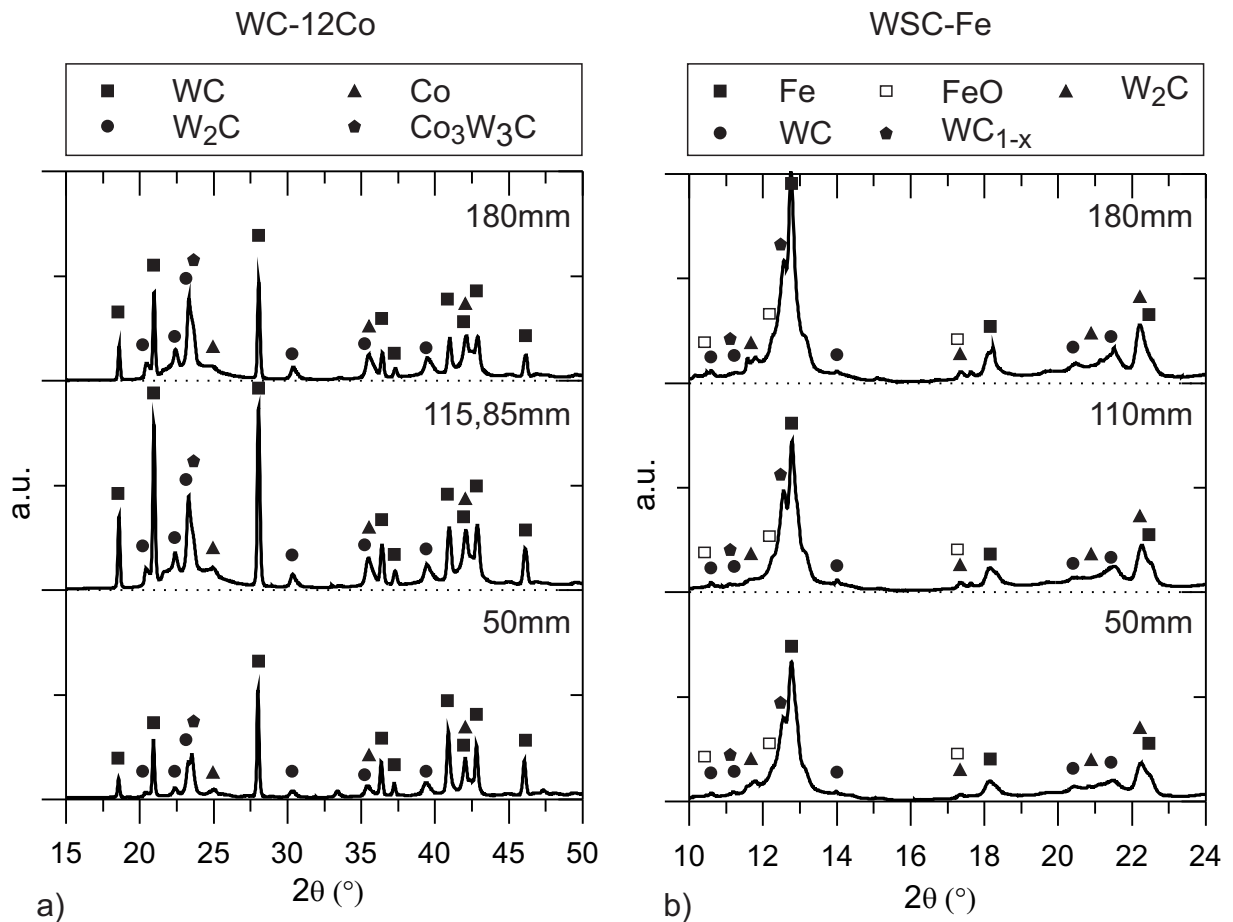 WC-12Co
WC Co
W2C Co3W3C
180mm
115,85mm
50mm
a.u.
15 20 25 30 35 40 45 50
2θ (°)
a)
WSC-Fe
Fe FeO W2C
WC WC1-x
180mm
110mm
50mm
a.u.
10 12 14 16 18 20 22 24
2θ (°)
b)